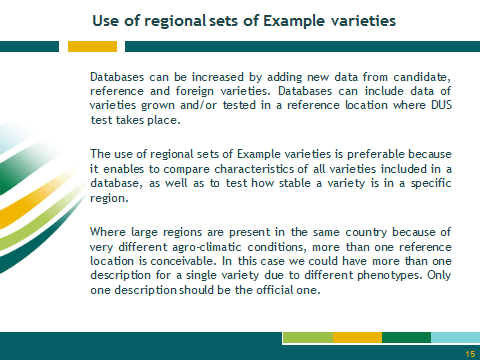 Use of regional sets of Example varieties
Databases can be increased by adding new data from candidate,
reference and foreign varieties. Databases can include data of
varieties grown and/or tested in a reference location where DUS
test takes place.
The use of regional sets of Example varieties is preferable because
it enables to compare characteristics of all varieties included in a
database, as well as to test how stable a variety is in a specific
region.
Where large regions are present in the same country because of
very different agro-climatic conditions, more than one reference
location is conceivable. In this case we could have more than one
description for a single variety due to different phenotypes. Only
one description should be the official one.
15